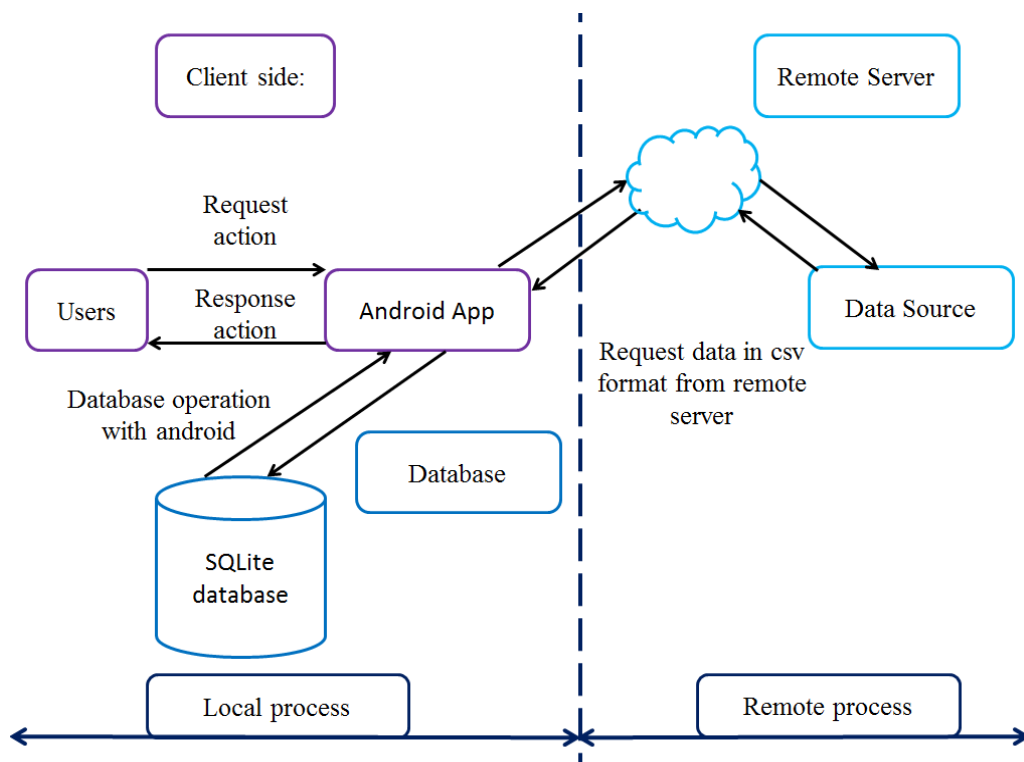 Client side:
Remote Server
Request
action
Users
Response
action
Android App
Data Source
Request data in csv
format from remote
server
Database operation
with android
Database
SQLite
database
Local process
Remote process